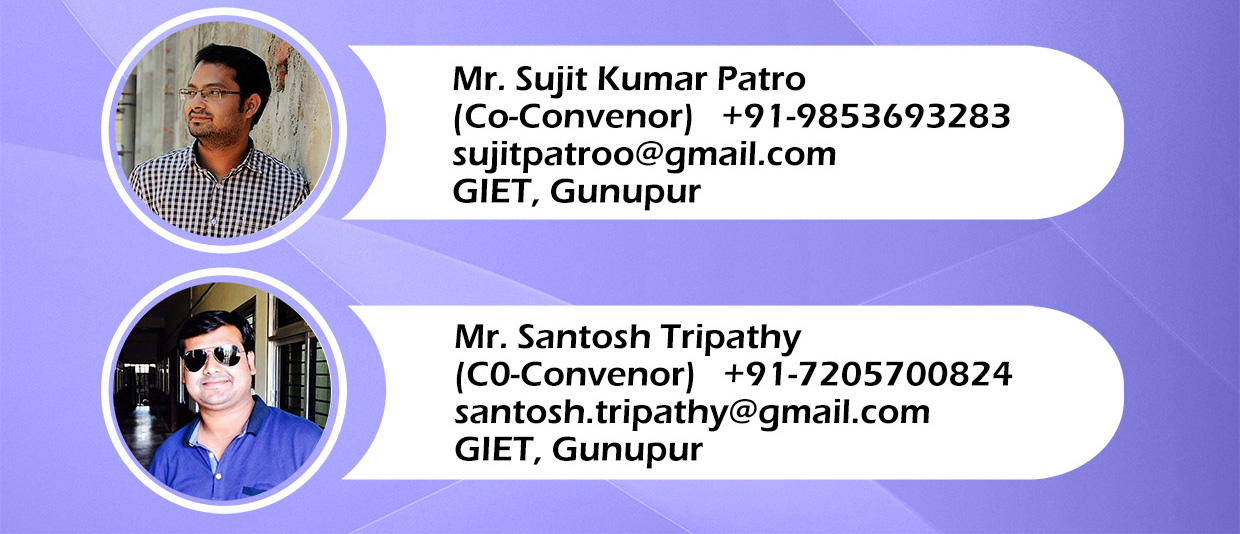 Mr. Sujit Kumar Patro
(Co-Convenor) +91-9853693283
sujitpatroo@gmail.com
GIET, Gunupur
Mr. Santosh Tripathy
(C0-Convenor) +91-7205700824
santosh.tripathy@gmail.com
GIET, Gunupur